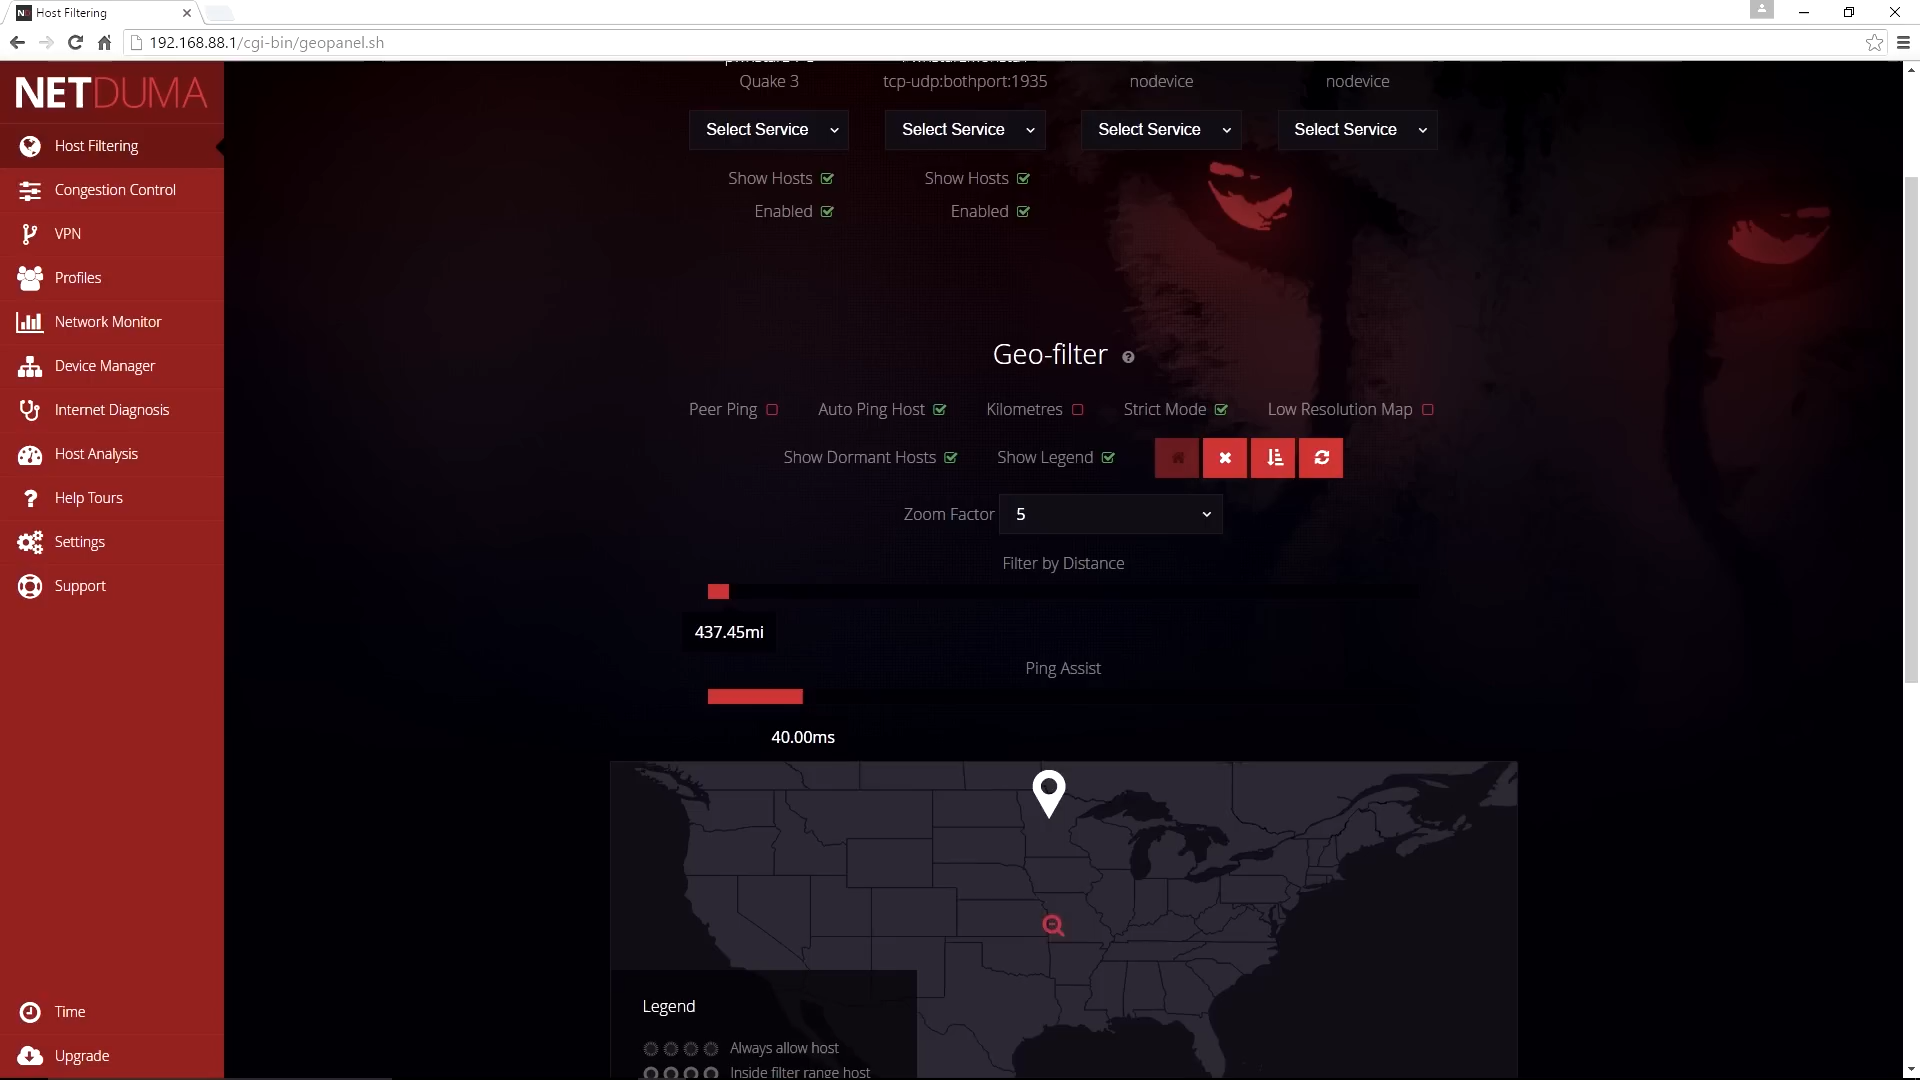 Host Filtering
192.168.88.1/cgi-bin/geopanel.sh
NETDUMA
Host Filtering
Congestion Control
VPN
Profiles
Network Monitor
Device Manager
Internet Diagnosis
Host Analysis
Help Tours
Settings
Support
Time
Upgrade
Quake 3 tcp-udp:bothport:1935 nodevice nodevice
Select Service Select Service Select Service Select Service
Show Hosts Show Hosts
Enabled Enabled
Geo-filter ?
Peer Ping Auto Ping Host Kilometres Strict Mode Low Resolution Map
Show Dormant Hosts Show Legend
Zoom Factor 5
Filter by Distance
437.45mi
Ping Assist
40.00ms
Legend
Always allow host
Inside filter range host